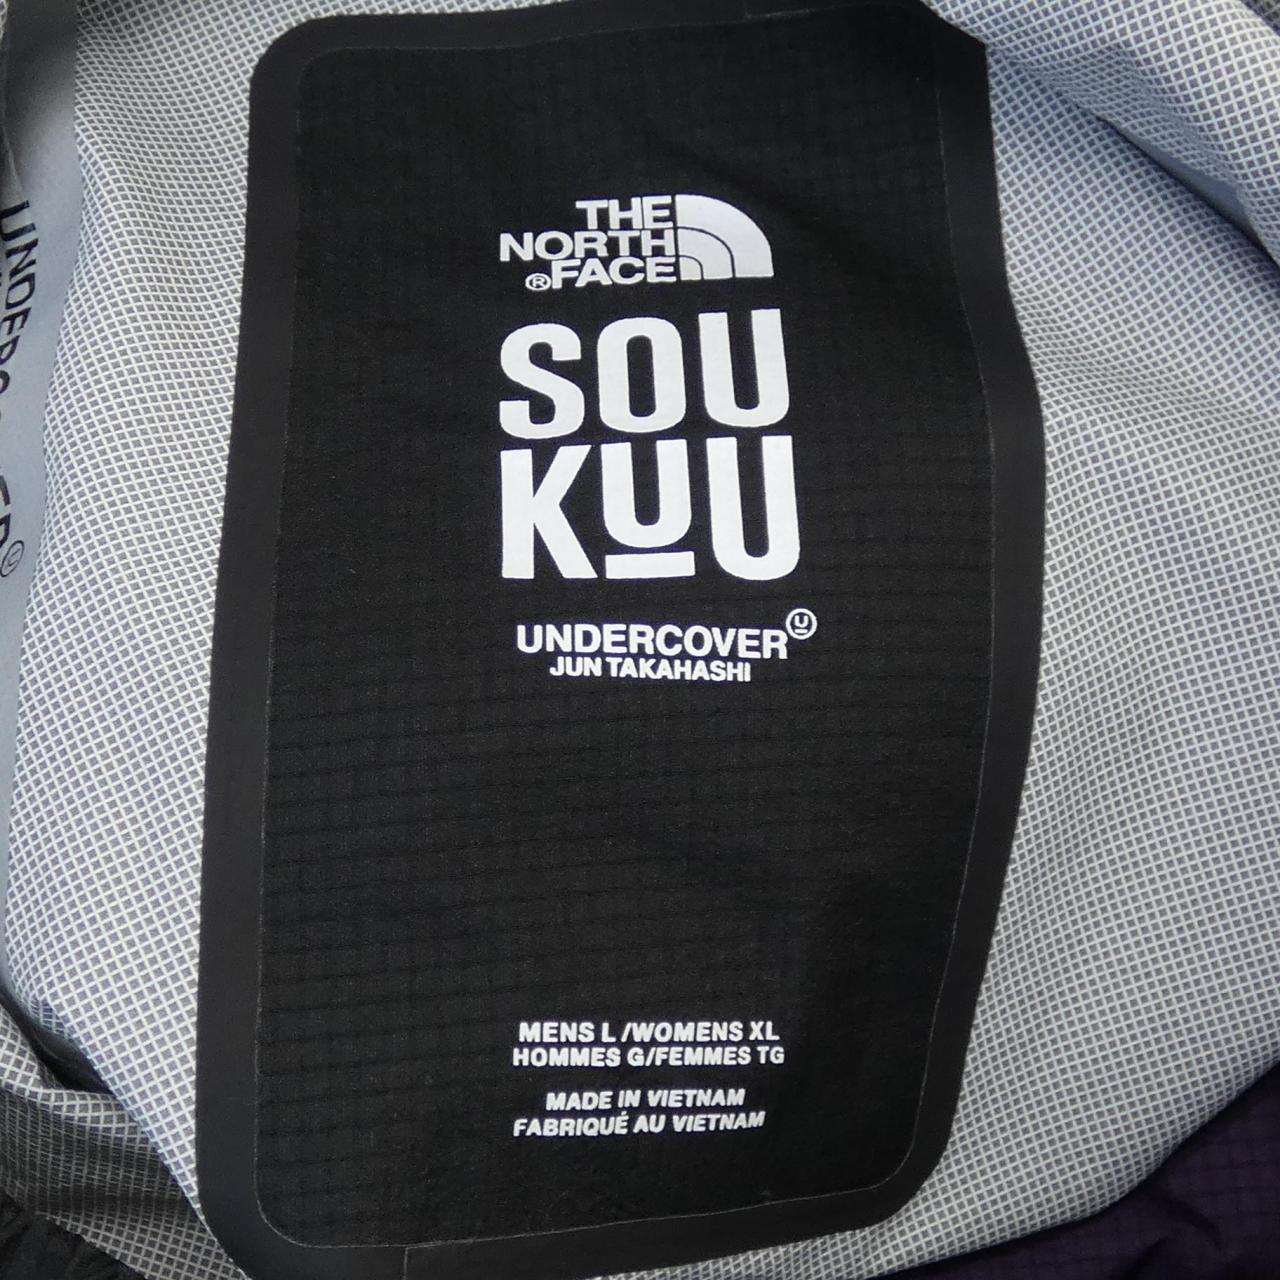 THE
NORTH
®FACE
SOU
KUU
UNDERCOVER
JUN TAKAHASHI
MENS L /WOMENS XL
HOMMES G/FEMMES TG
MADE IN VIETNAM
FABRIQUÉ AU VIETNAM